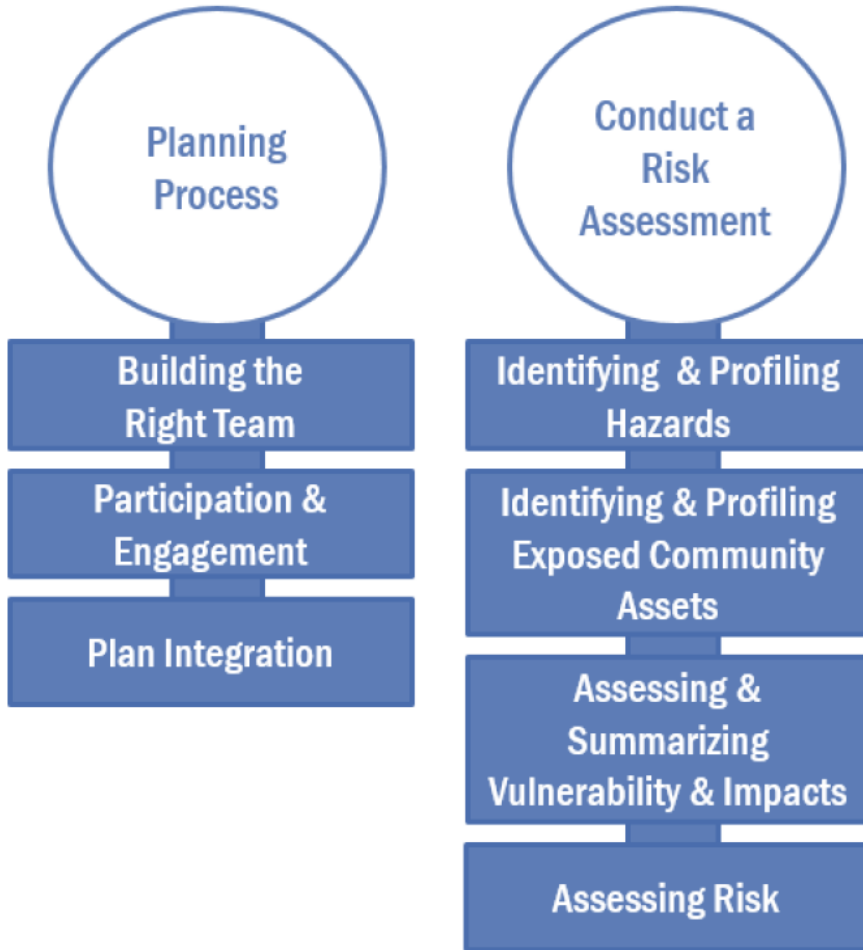 Planning
Process
Building the
Right Team
Participation &
Engagement
Plan Integration
Conduct a
Risk
Assessment
Identifying & Profiling
Hazards
Identifying & Profiling
Exposed Community
Assets
Assessing &
Summarizing
Vulnerability & Impacts
Assessing Risk